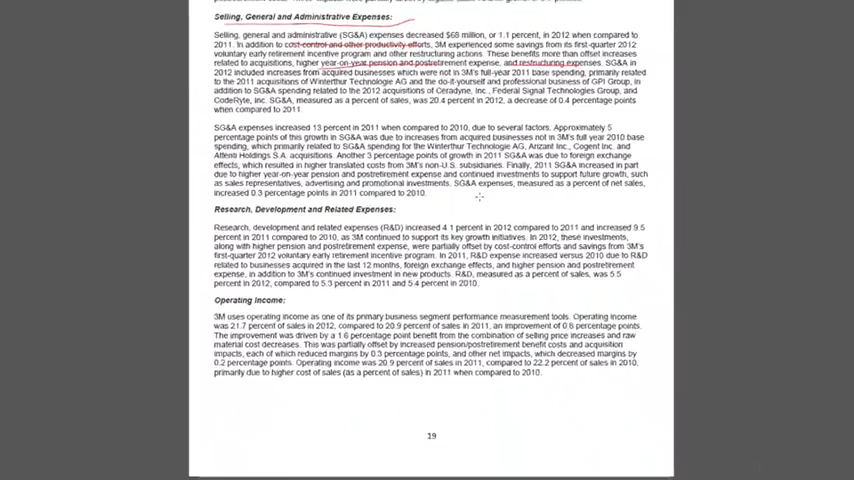 Selling, General and Administrative Expenses:
Selling, general and administrative (SG&A) expenses decreased $68 million, or 1.1 percent, in 2012 when compared to
2011. In addition to cost-control and other productivity efforts, 3M experienced some savings from its first-quarter 2012
voluntary early retirement incentive program and other restructuring actions. These benefits more than offset increases
related to acquisitions, higher year-on-year pension and postretirement expense, and restructuring expenses. SG&A in
2012 included increases from acquired businesses which were not in 3M's full-year 2011 base spending, primarily related
to the 2011 acquisitions of Winterthur Technologie AG and the do-it-yourself and professional business of GPI Group, in
addition to SG&A spending related to the 2012 acquisitions of Ceradyne, Inc., Federal Signal Technologies Group, and
CodeRyte, Inc. SG&A, measured as a percent of sales, was 20.4 percent in 2012, a decrease of 0.4 percentage points
when compared to 2011.
SG&A expenses increased 13 percent in 2011 when compared to 2010, due to several factors. Approximately 5
percentage points of this growth in SG&A was due to increases from acquired businesses not in 3M's full year 2010 base
spending, which primarily related to SG&A spending for the Winterthur Technologie AG, Arizant Inc., Cogent Inc. and
Attenti Holdings S.A. acquisitions. Another 3 percentage points of growth in 2011 SG&A was due to foreign exchange
effects, which resulted in higher translated costs from 3M's non-U.S. subsidiaries. Finally, 2011 SG&A increased in part
due to higher year-on-year pension and postretirement expense and continued investments to support future growth, such
as sales representatives, advertising and promotional investments. SG&A expenses, measured as a percent of net sales,
increased 0.3 percentage points in 2011 compared to 2010.
Research, Development and Related Expenses:
Research, development and related expenses (R&D) increased 4.1 percent in 2012 compared to 2011 and increased 9.5
percent in 2011 compared to 2010, as 3M continued to support its key growth initiatives. In 2012, these investments,
along with higher pension and postretirement expense, were partially offset by cost-control efforts and savings from 3M's
first-quarter 2012 voluntary early retirement incentive program. In 2011, R&D expense increased versus 2010 due to R&D
related to businesses acquired in the last 12 months, foreign exchange effects, and higher pension and postretirement
expense, in addition to 3M's continued investment in new products. R&D, measured as a percent of sales, was 5.5
percent in 2012, compared to 5.3 percent in 2011 and 5.4 percent in 2010.
Operating Income:
3M uses operating income as one of its primary business segment performance measurement tools. Operating income
was 21.7 percent of sales in 2012, compared to 20.9 percent of sales in 2011, an improvement of 0.8 percentage points.
The improvement was driven by a 1.6 percentage point benefit from the combination of selling price increases and raw
material cost decreases. This was partially offset by increased pension/postretirement benefit costs and acquisition
impacts, each of which reduced margins by 0.3 percentage points, and other net impacts, which decreased margins by
0.2 percentage points. Operating income was 20.9 percent of sales in 2011, compared to 22.2 percent of sales in 2010,
primarily due to higher cost of sales (as a percent of sales) in 2011 when compared to 2010.
19